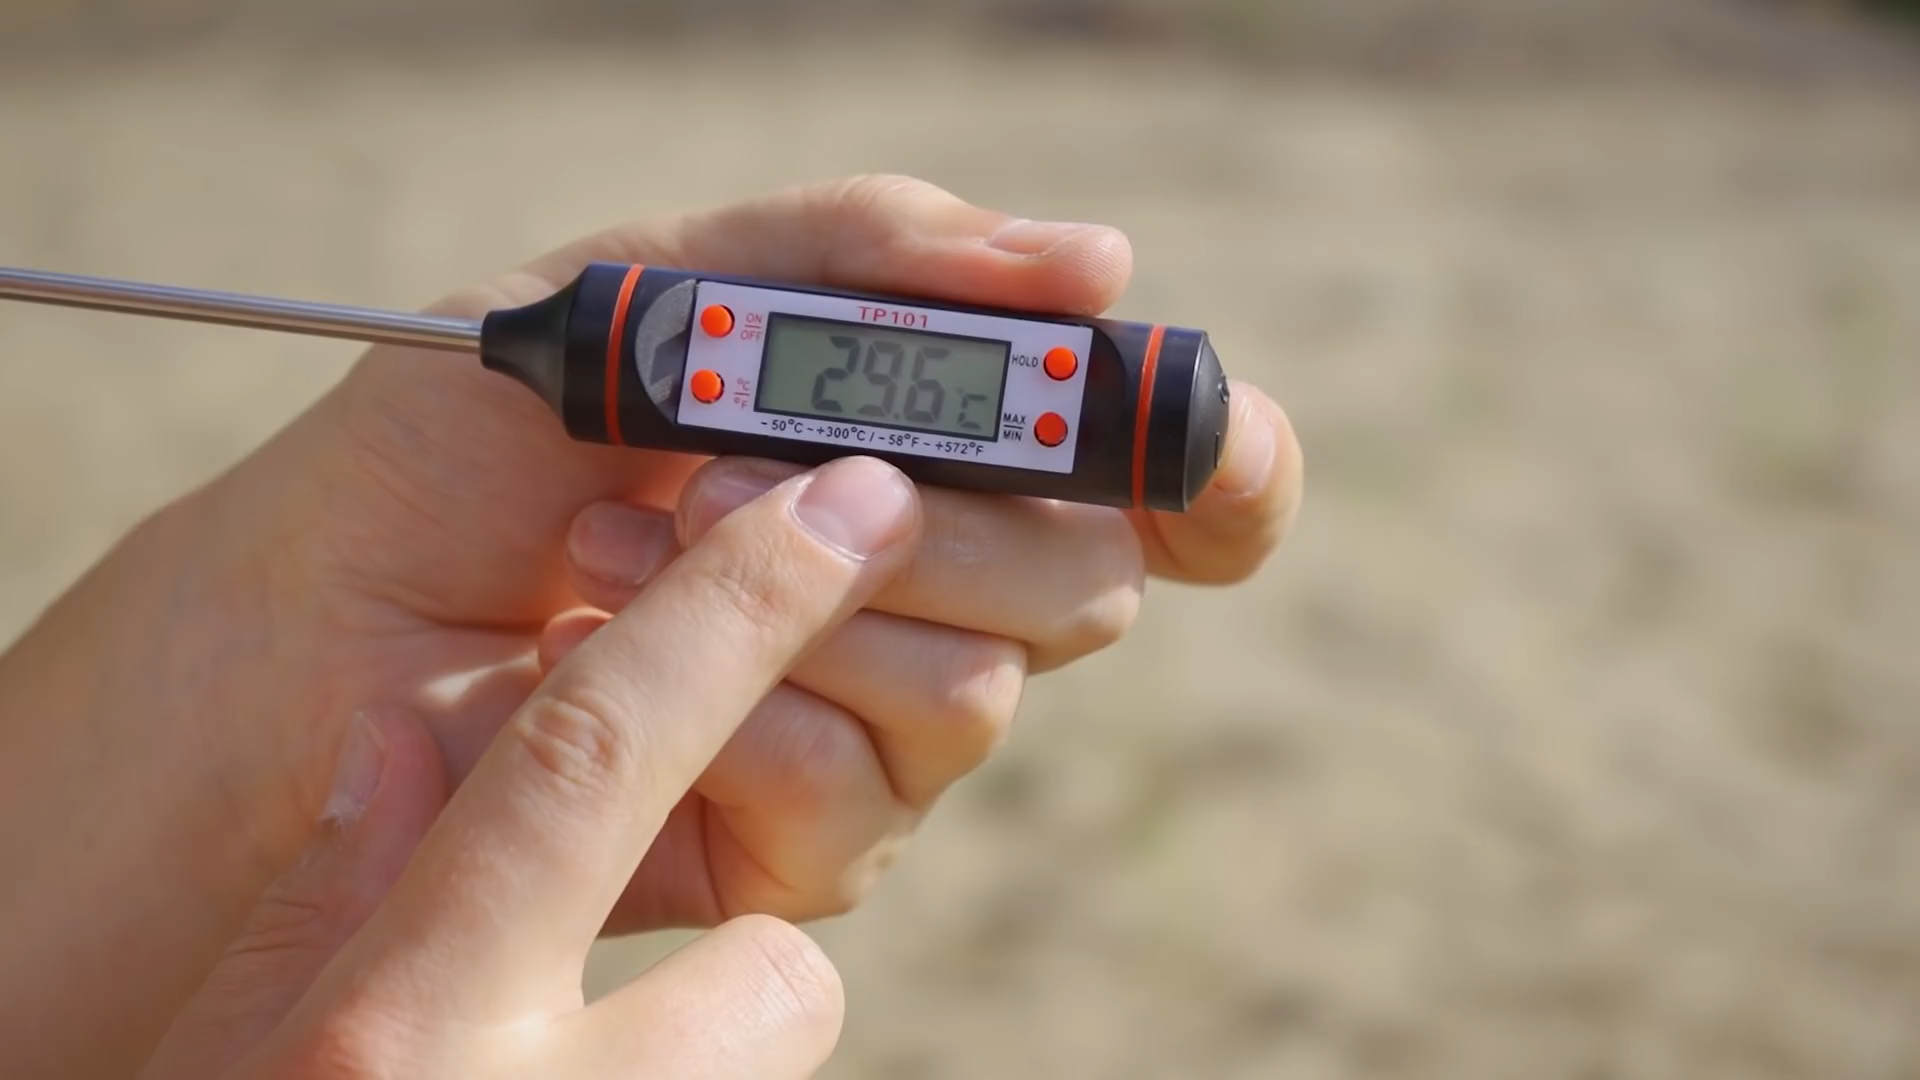 TP101
ON
OFF
°C
°F
29.6 °C
HOLD
MAX
MIN
-50°C~+300°C/-58°F~+572°F